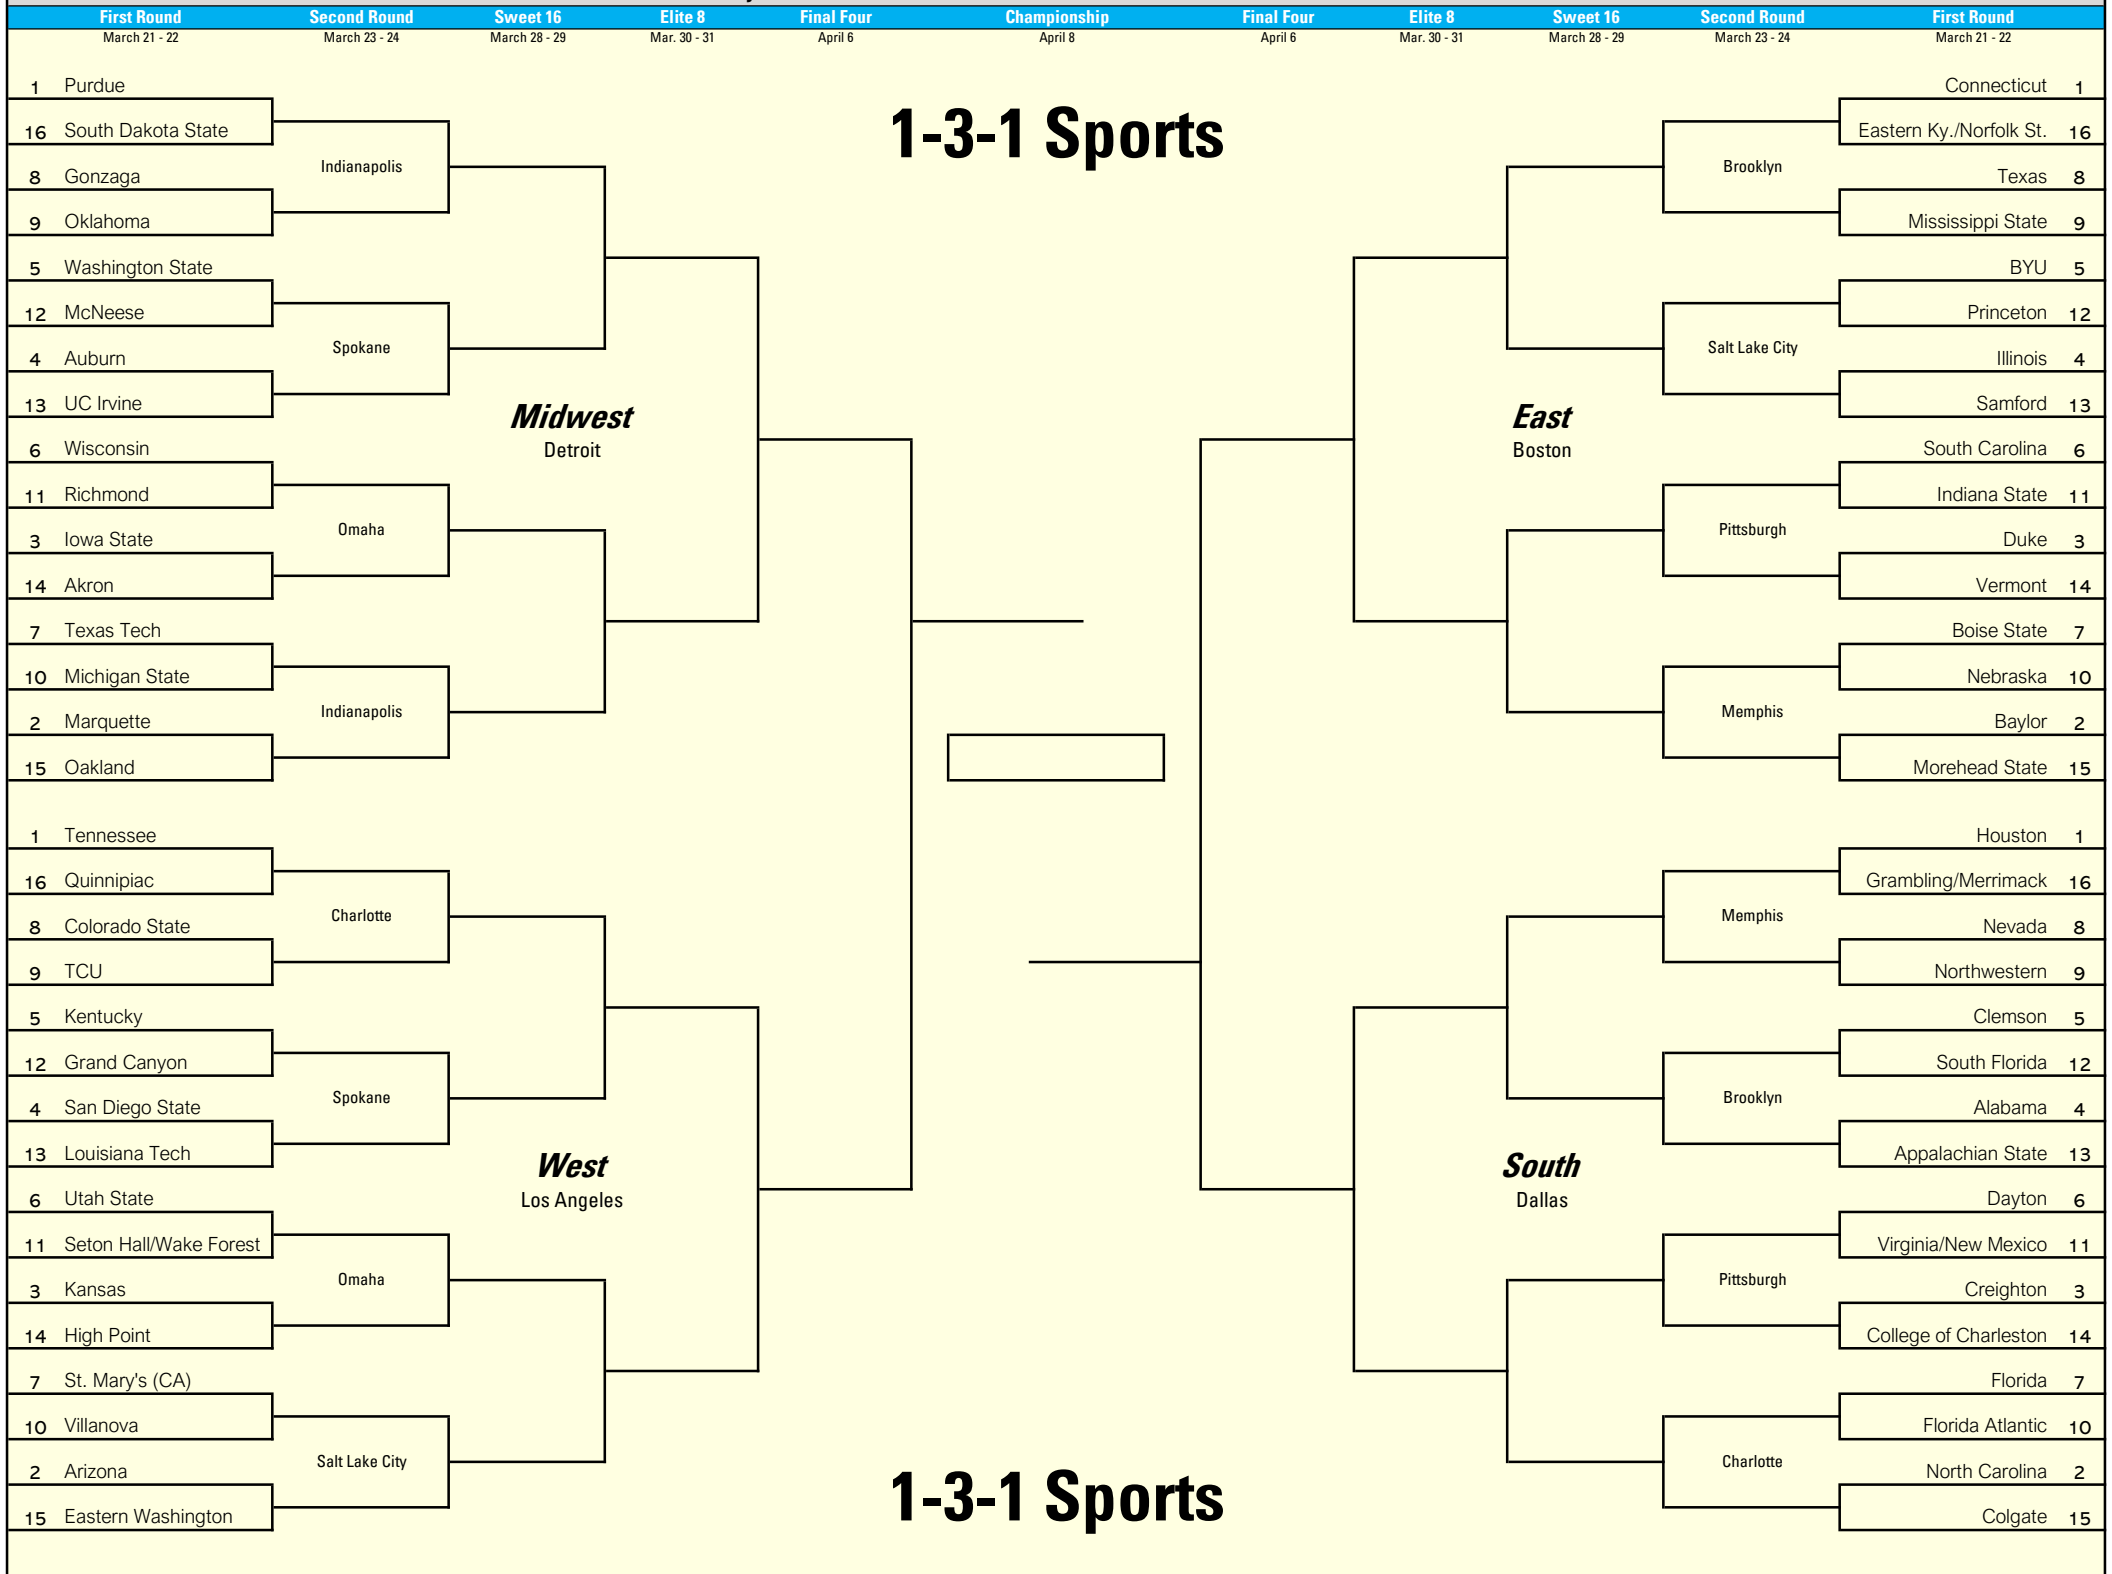 First Round Second Round Sweet 16 Elite 8 Final Four Championship Final Four Elite 8 Sweet 16 Second Round First Round
March 21 - 22 March 23 - 24 March 28 - 29 Mar. 30 - 31 April 6 April 8 April 6 Mar. 30 - 31 March 28 - 29 March 23 - 24 March 21 - 22
1-3-1 Sports
1 Purdue
16 South Dakota State
Indianapolis
8 Gonzaga
9 Oklahoma
5 Washington State
12 McNeese
Spokane
4 Auburn
13 UC Irvine
Midwest
Detroit
6 Wisconsin
11 Richmond
Omaha
3 Iowa State
14 Akron
7 Texas Tech
10 Michigan State
Indianapolis
2 Marquette
15 Oakland
1 Tennessee
16 Quinnipiac
Charlotte
8 Colorado State
9 TCU
5 Kentucky
12 Grand Canyon
Spokane
4 San Diego State
13 Louisiana Tech
West
Los Angeles
6 Utah State
11 Seton Hall/Wake Forest
Omaha
3 Kansas
14 High Point
7 St. Mary's (CA)
10 Villanova
Salt Lake City
2 Arizona
15 Eastern Washington
Connecticut 1
Eastern Ky./Norfolk St. 16
Brooklyn
Texas 8
Mississippi State 9
BYU 5
Princeton 12
Salt Lake City
Illinois 4
Samford 13
East
Boston
South Carolina 6
Indiana State 11
Pittsburgh
Duke 3
Vermont 14
Boise State 7
Nebraska 10
Memphis
Baylor 2
Morehead State 15
Houston 1
Grambling/Merrimack 16
Memphis
Nevada 8
Northwestern 9
Clemson 5
South Florida 12
Brooklyn
Alabama 4
Appalachian State 13
South
Dallas
Dayton 6
Virginia/New Mexico 11
Pittsburgh
Creighton 3
College of Charleston 14
Florida 7
Florida Atlantic 10
Charlotte
North Carolina 2
Colgate 15
1-3-1 Sports